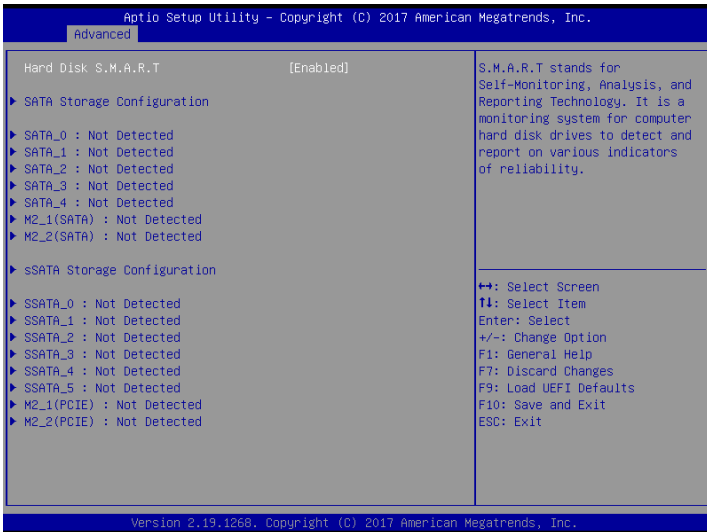 Aptio Setup Utility – Copyright (C) 2017 American Megatrends, Inc.
Advanced
Hard Disk S.M.A.R.T [Enabled]
SATA Storage Configuration
SATA_0 : Not Detected
SATA_1 : Not Detected
SATA_2 : Not Detected
SATA_3 : Not Detected
SATA_4 : Not Detected
M2_1(SATA) : Not Detected
M2_2(SATA) : Not Detected
sSATA Storage Configuration
SSATA_0 : Not Detected
SSATA_1 : Not Detected
SSATA_2 : Not Detected
SSATA_3 : Not Detected
SSATA_4 : Not Detected
SSATA_5 : Not Detected
M2_1(PCIE) : Not Detected
M2_2(PCIE) : Not Detected
S.M.A.R.T stands for
Self-Monitoring, Analysis, and
Reporting Technology. It is a
monitoring system for computer
hard disk drives to detect and
report on various indicators
of reliability.
↔: Select Screen
↑↓: Select Item
Enter: Select
+/-: Change Option
F1: General Help
F7: Discard Changes
F9: Load UEFI Defaults
F10: Save and Exit
ESC: Exit
Version 2.19.1268. Copyright (C) 2017 American Megatrends, Inc.